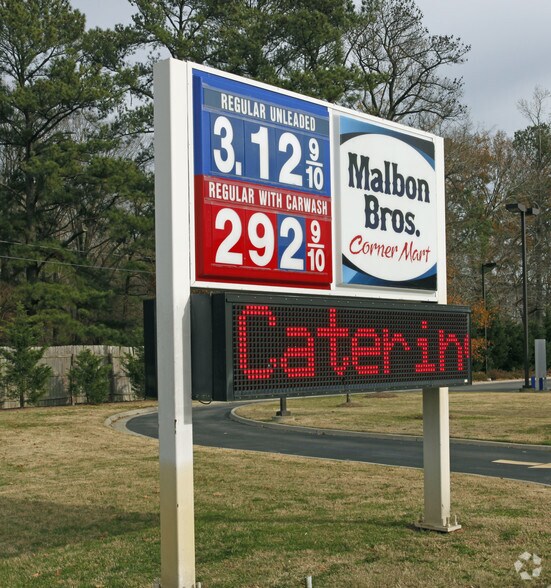 REGULAR UNLEADED
3.12 9/10
REGULAR WITH CARWASH
292 9/10
Malbon
Bros.
Corner Mart
Caterin